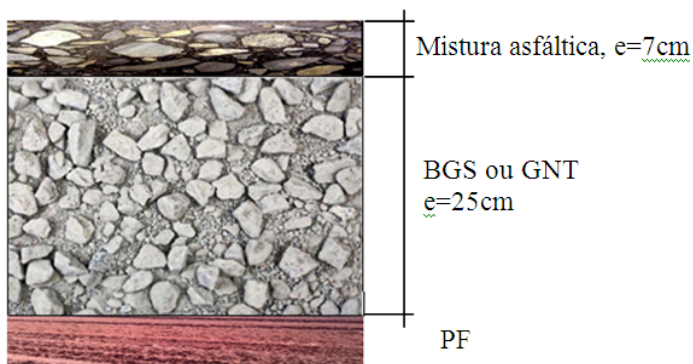 Mistura asfáltica, e=7cm
BGS ou GNT
e=25cm
PF